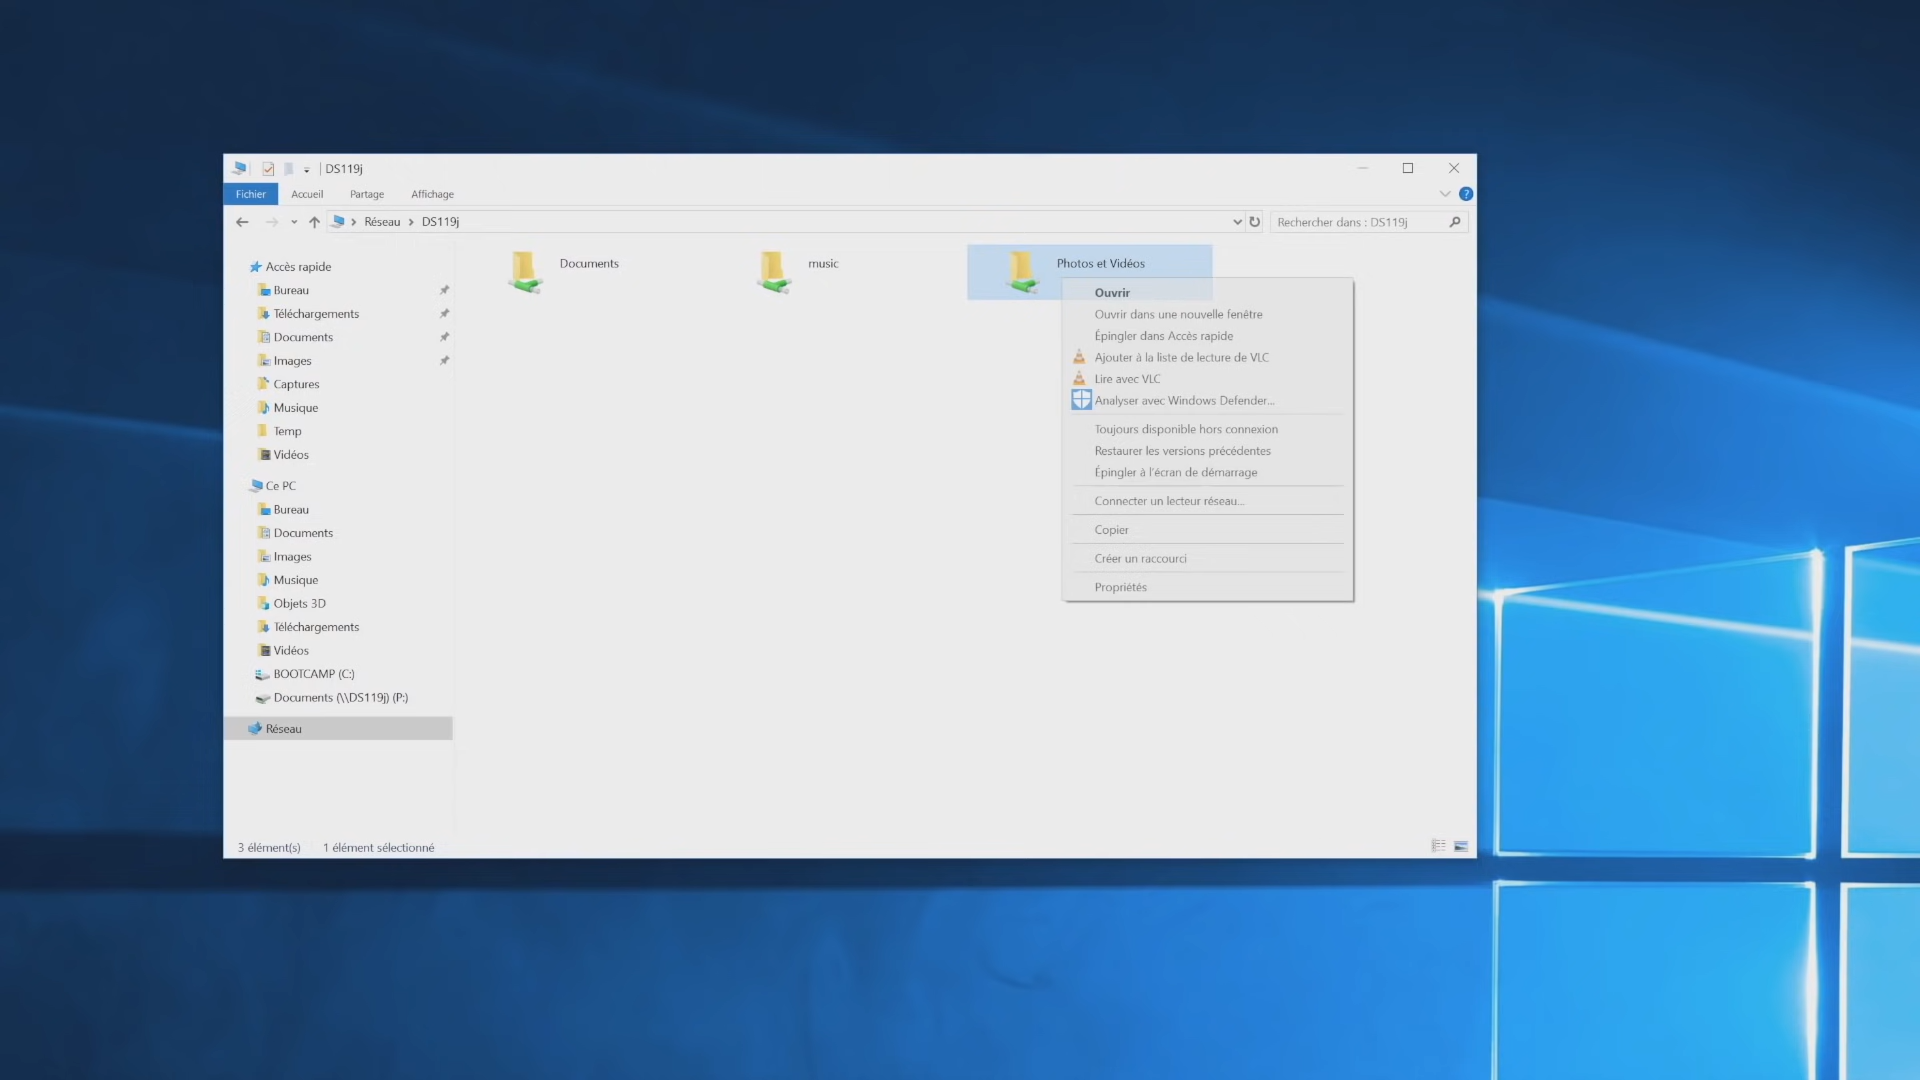 DS119j
Fichier Accueil Partage Affichage
Réseau DS119j
Rechercher dans : DS119j
Accès rapide
Bureau
Téléchargements
Documents
Images
Captures
Musique
Temp
Vidéos
Ce PC
Bureau
Documents
Images
Musique
Objets 3D
Téléchargements
Vidéos
BOOTCAMP (C:)
Documents (\\DS119j) (P:)
Réseau
Documents
music
Photos et Vidéos
Ouvrir
Ouvrir dans une nouvelle fenêtre
Épingler dans Accès rapide
Ajouter à la liste de lecture de VLC
Lire avec VLC
Analyser avec Windows Defender...
Toujours disponible hors connexion
Restaurer les versions précédentes
Épingler à l'écran de démarrage
Connecter un lecteur réseau...
Copier
Créer un raccourci
Propriétés
3 élément(s) 1 élément sélectionné